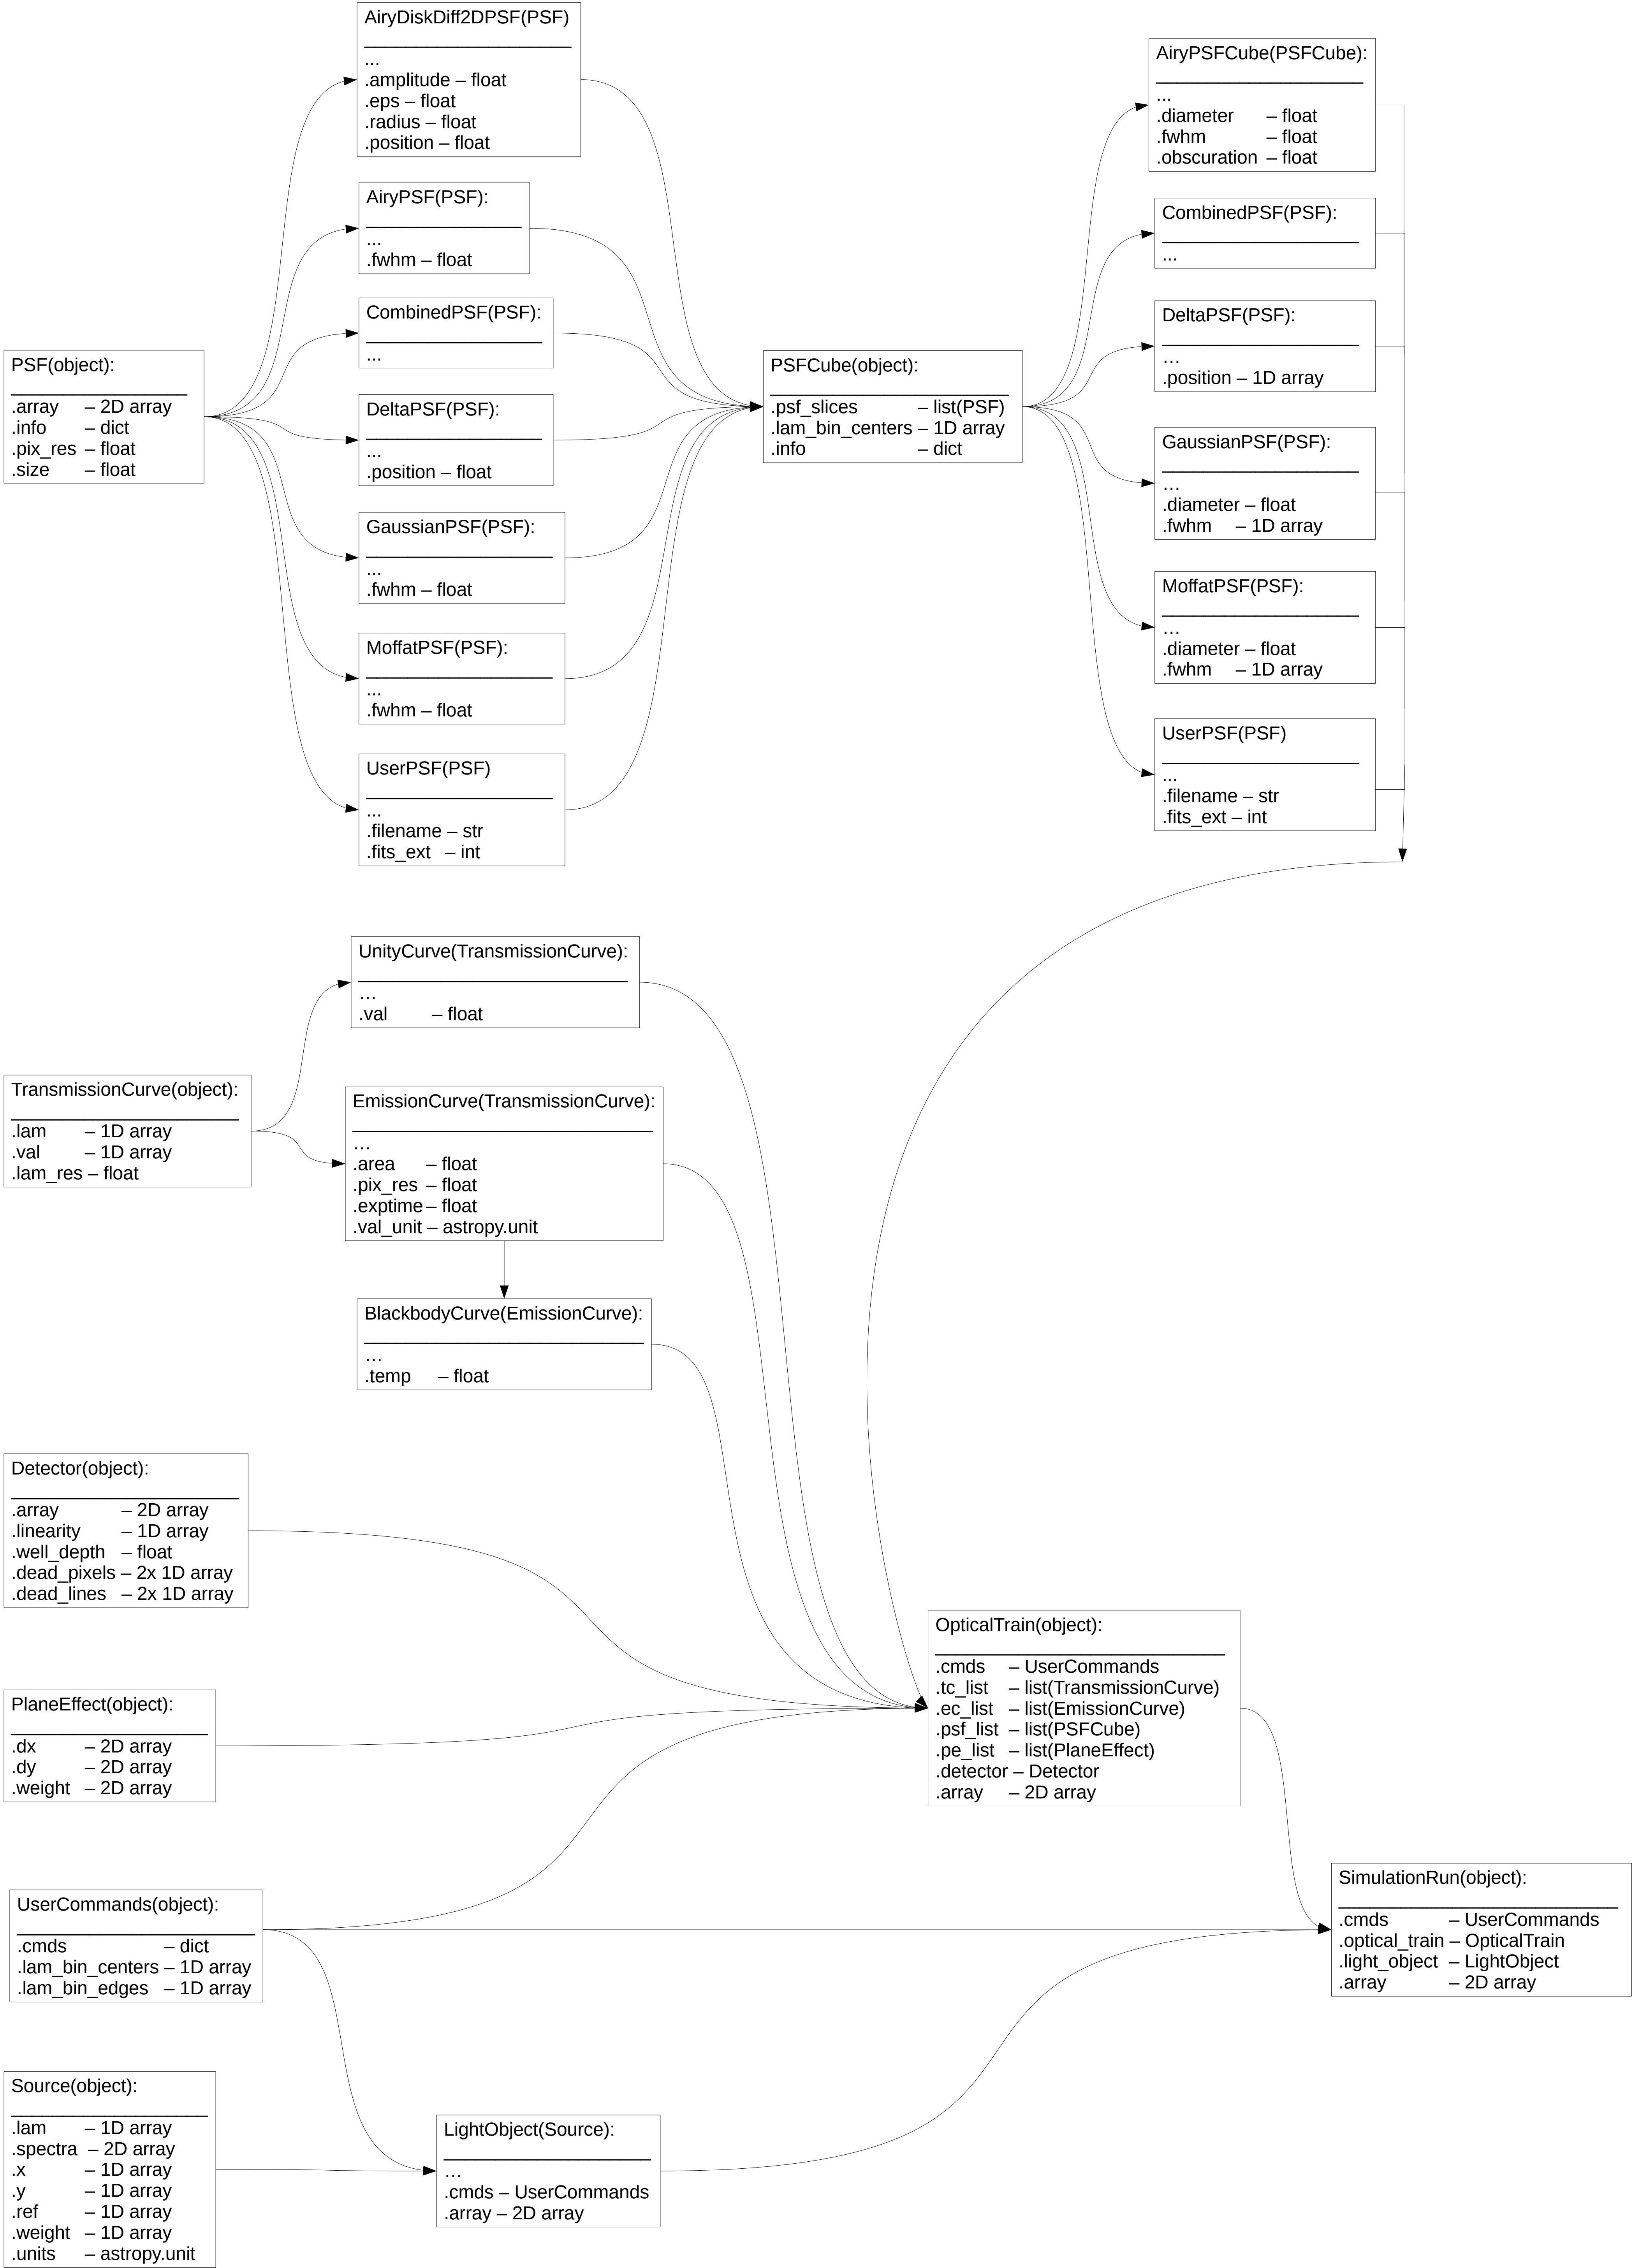 AiryDiskDiff2DPSF(PSF)
...
.amplitude – float
.eps – float
.radius – float
.position – float
AiryPSF(PSF):
...
.fwhm – float
CombinedPSF(PSF):
...
DeltaPSF(PSF):
...
.position – float
GaussianPSF(PSF):
...
.fwhm – float
MoffatPSF(PSF):
...
.fwhm – float
UserPSF(PSF)
...
.filename – str
.fits_ext – int
PSF(object):
.array – 2D array
.info – dict
.pix_res – float
.size – float
PSFCube(object):
.psf_slices – list(PSF)
.lam_bin_centers – 1D array
.info – dict
AiryPSFCube(PSFCube):
...
.diameter – float
.fwhm – float
.obscuration – float
CombinedPSF(PSF):
...
DeltaPSF(PSF):
…
.position – 1D array
GaussianPSF(PSF):
…
.diameter – float
.fwhm – 1D array
MoffatPSF(PSF):
…
.diameter – float
.fwhm – 1D array
UserPSF(PSF)
...
.filename – str
.fits_ext – int
UnityCurve(TransmissionCurve):
…
.val – float
TransmissionCurve(object):
.lam – 1D array
.val – 1D array
.lam_res – float
EmissionCurve(TransmissionCurve):
…
.area – float
.pix_res – float
.exptime – float
.val_unit – astropy.unit
BlackbodyCurve(EmissionCurve):
…
.temp – float
Detector(object):
.array – 2D array
.linearity – 1D array
.well_depth – float
.dead_pixels – 2x 1D array
.dead_lines – 2x 1D array
PlaneEffect(object):
.dx – 2D array
.dy – 2D array
.weight – 2D array
OpticalTrain(object):
.cmds – UserCommands
.tc_list – list(TransmissionCurve)
.ec_list – list(EmissionCurve)
.psf_list – list(PSFCube)
.pe_list – list(PlaneEffect)
.detector – Detector
.array – 2D array
UserCommands(object):
.cmds – dict
.lam_bin_centers – 1D array
.lam_bin_edges – 1D array
SimulationRun(object):
.cmds – UserCommands
.optical_train – OpticalTrain
.light_object – LightObject
.array – 2D array
Source(object):
.lam – 1D array
.spectra – 2D array
.x – 1D array
.y – 1D array
.ref – 1D array
.weight – 1D array
.units – astropy.unit
LightObject(Source):
…
.cmds – UserCommands
.array – 2D array